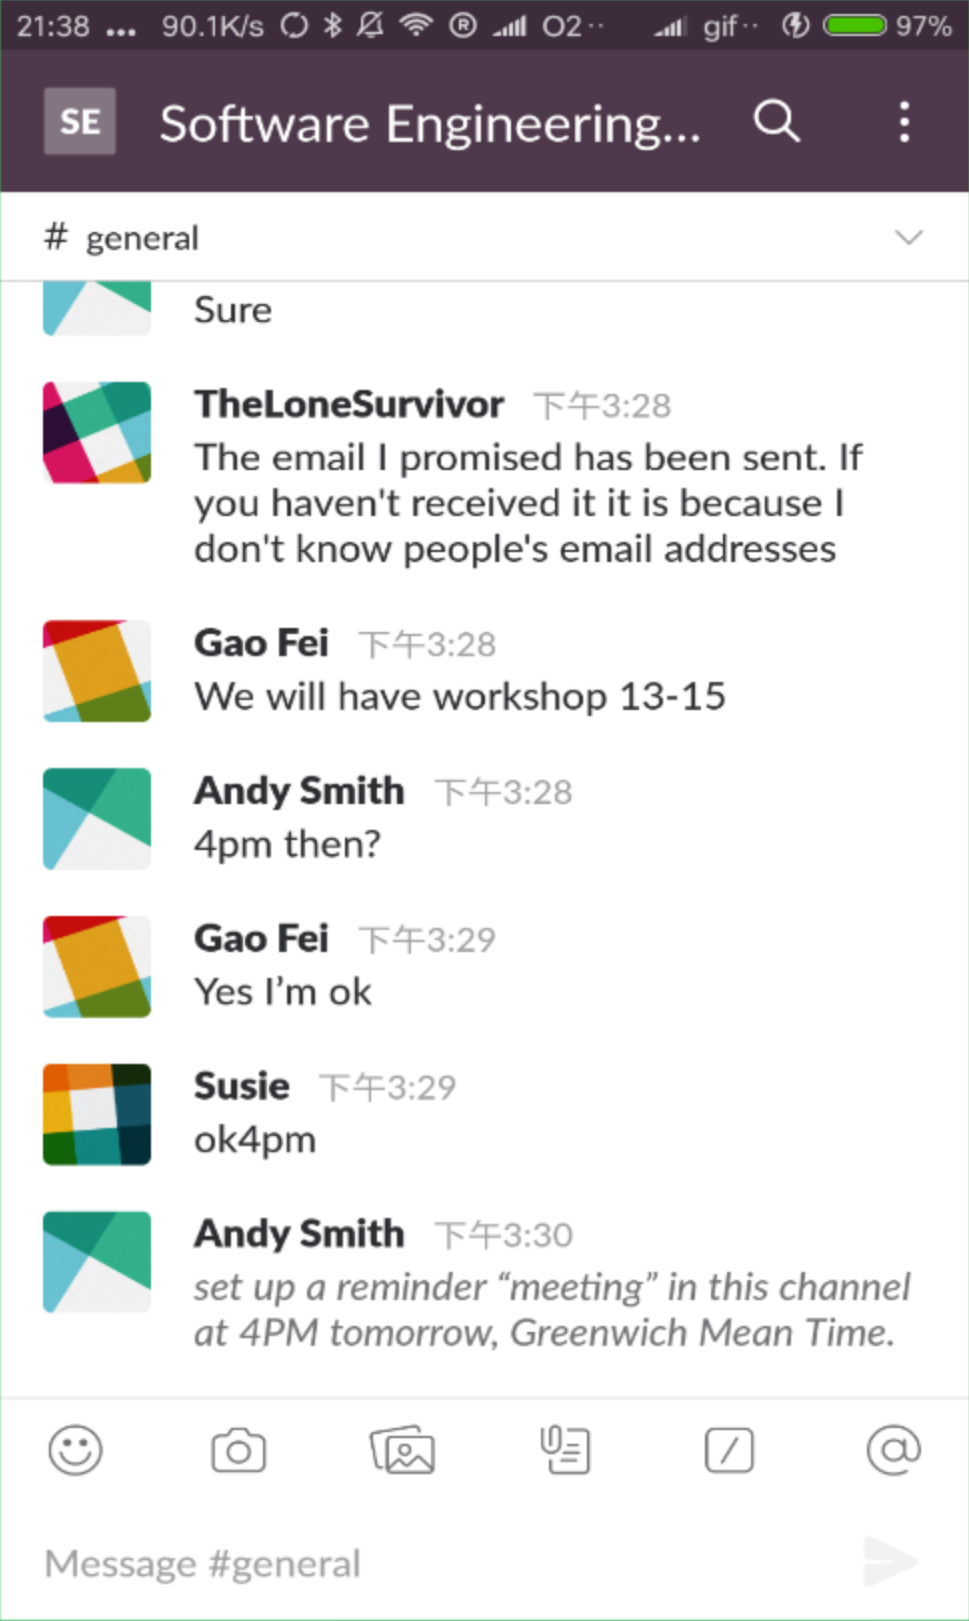 21:38 ... 90.1K/s ® O2·· gif·· 97%
SE Software Engineering...
# general
Sure
TheLoneSurvivor 下午3:28
The email I promised has been sent. If
you haven't received it it is because I
don't know people's email addresses
Gao Fei 下午3:28
We will have workshop 13-15
Andy Smith 下午3:28
4pm then?
Gao Fei 下午3:29
Yes I’m ok
Susie 下午3:29
ok4pm
Andy Smith 下午3:30
set up a reminder “meeting” in this channel
at 4PM tomorrow, Greenwich Mean Time.
Message #general